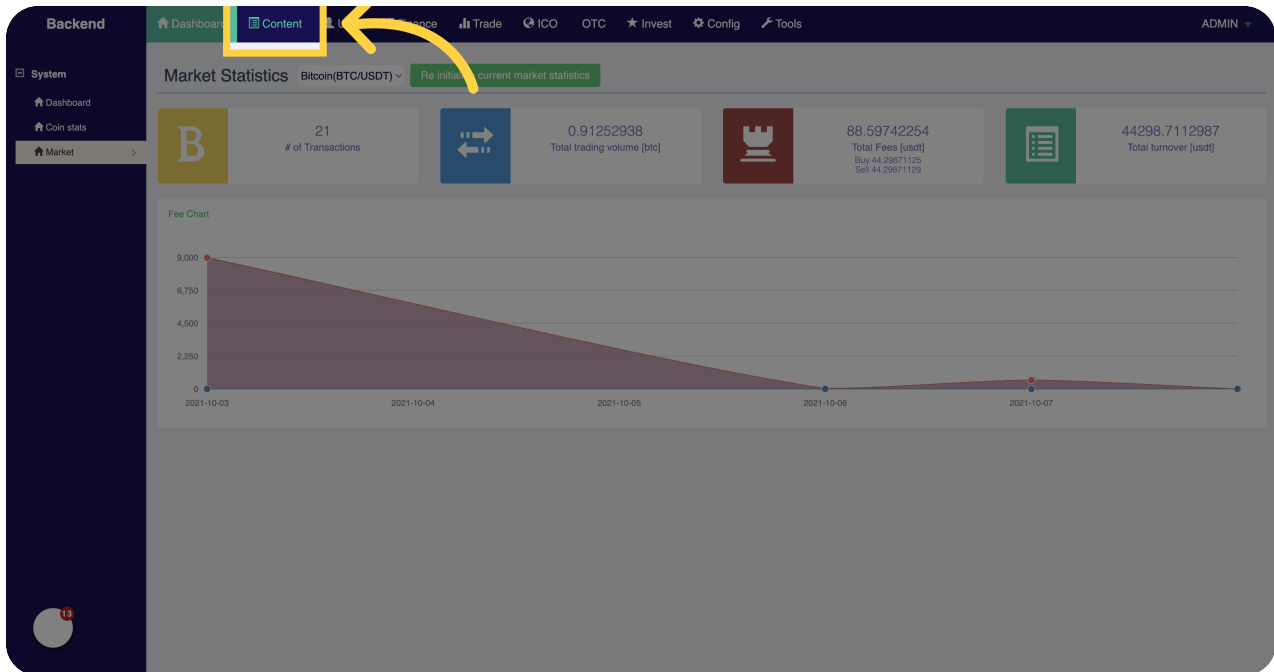 Backend
Dashboard
Content
Finance
Trade
ICO
OTC
Invest
Config
Tools
ADMIN
System
Dashboard
Coin stats
Market
Market Statistics
Bitcoin(BTC/USDT)
current market statistics
21
# of Transactions
0.91252938
Total trading volume [btc]
88.59742254
Total Fees [usdt]
Buy 44.29871125
Sell 44.29871129
44298.7112987
Total turnover [usdt]
Fee Chart
9,000
6,750
4,500
2,250
0
2021-10-03
2021-10-04
2021-10-05
2021-10-06
2021-10-07
13